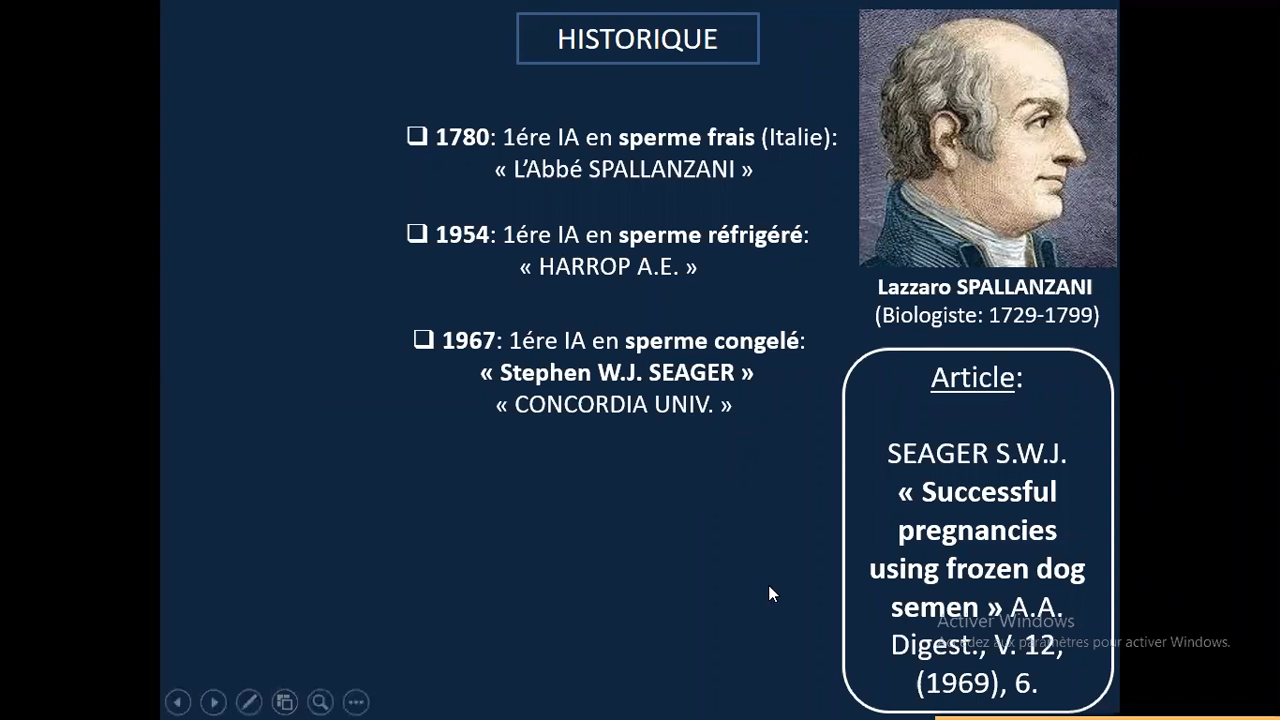 HISTORIQUE
❑ 1780: 1ére IA en sperme frais (Italie):
« L’Abbé SPALLANZANI »
❑ 1954: 1ére IA en sperme réfrigéré:
« HARROP A.E. »
❑ 1967: 1ére IA en sperme congelé:
« Stephen W.J. SEAGER »
« CONCORDIA UNIV. »
Lazzaro SPALLANZANI
(Biologiste: 1729-1799)
Article:
SEAGER S.W.J.
« Successful
pregnancies
using frozen dog
semen » A.A.
Digest., V. 12,
(1969), 6.
Activer Windows
Accédez aux paramètres pour activer Windows.